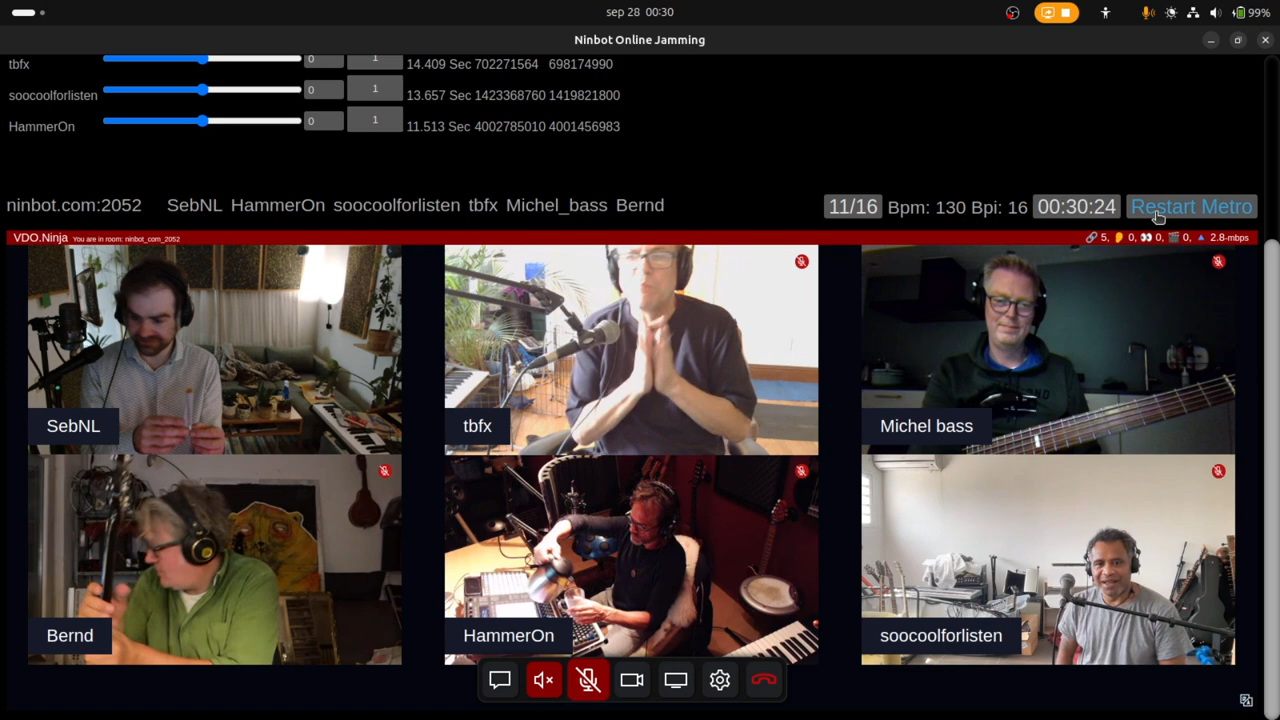 sep 28 00:30
99%
Ninbot Online Jamming
tbfx 0 1 14.409 Sec 702271564 698174990
soocoolforlisten 0 1 13.657 Sec 1423368760 1419821800
HammerOn 0 1 11.513 Sec 4002785010 4001456983
ninbot.com:2052 SebNL HammerOn soocoolforlisten tbfx Michel_bass Bernd 11/16 Bpm: 130 Bpi: 16 00:30:24 Restart Metro
VDO.Ninja You are in room: ninbot_com_2052 5, 0, 0, 0, 2.8-mbps
SebNL
tbfx
Michel bass
Bernd
HammerOn
soocoolforlisten